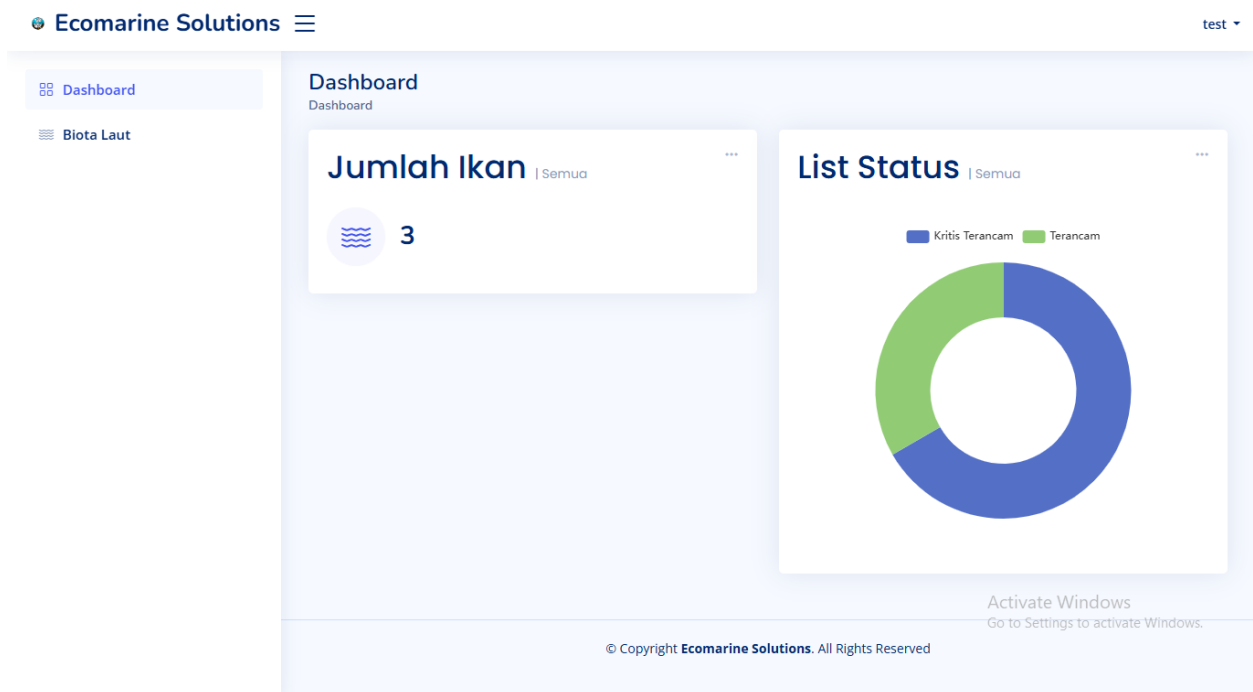 Ecomarine Solutions
test
Dashboard
Biota Laut
Dashboard
Dashboard
Jumlah Ikan | Semua
3
List Status | Semua
Kritis Terancam Terancam
Activate Windows
Go to Settings to activate Windows.
© Copyright Ecomarine Solutions. All Rights Reserved